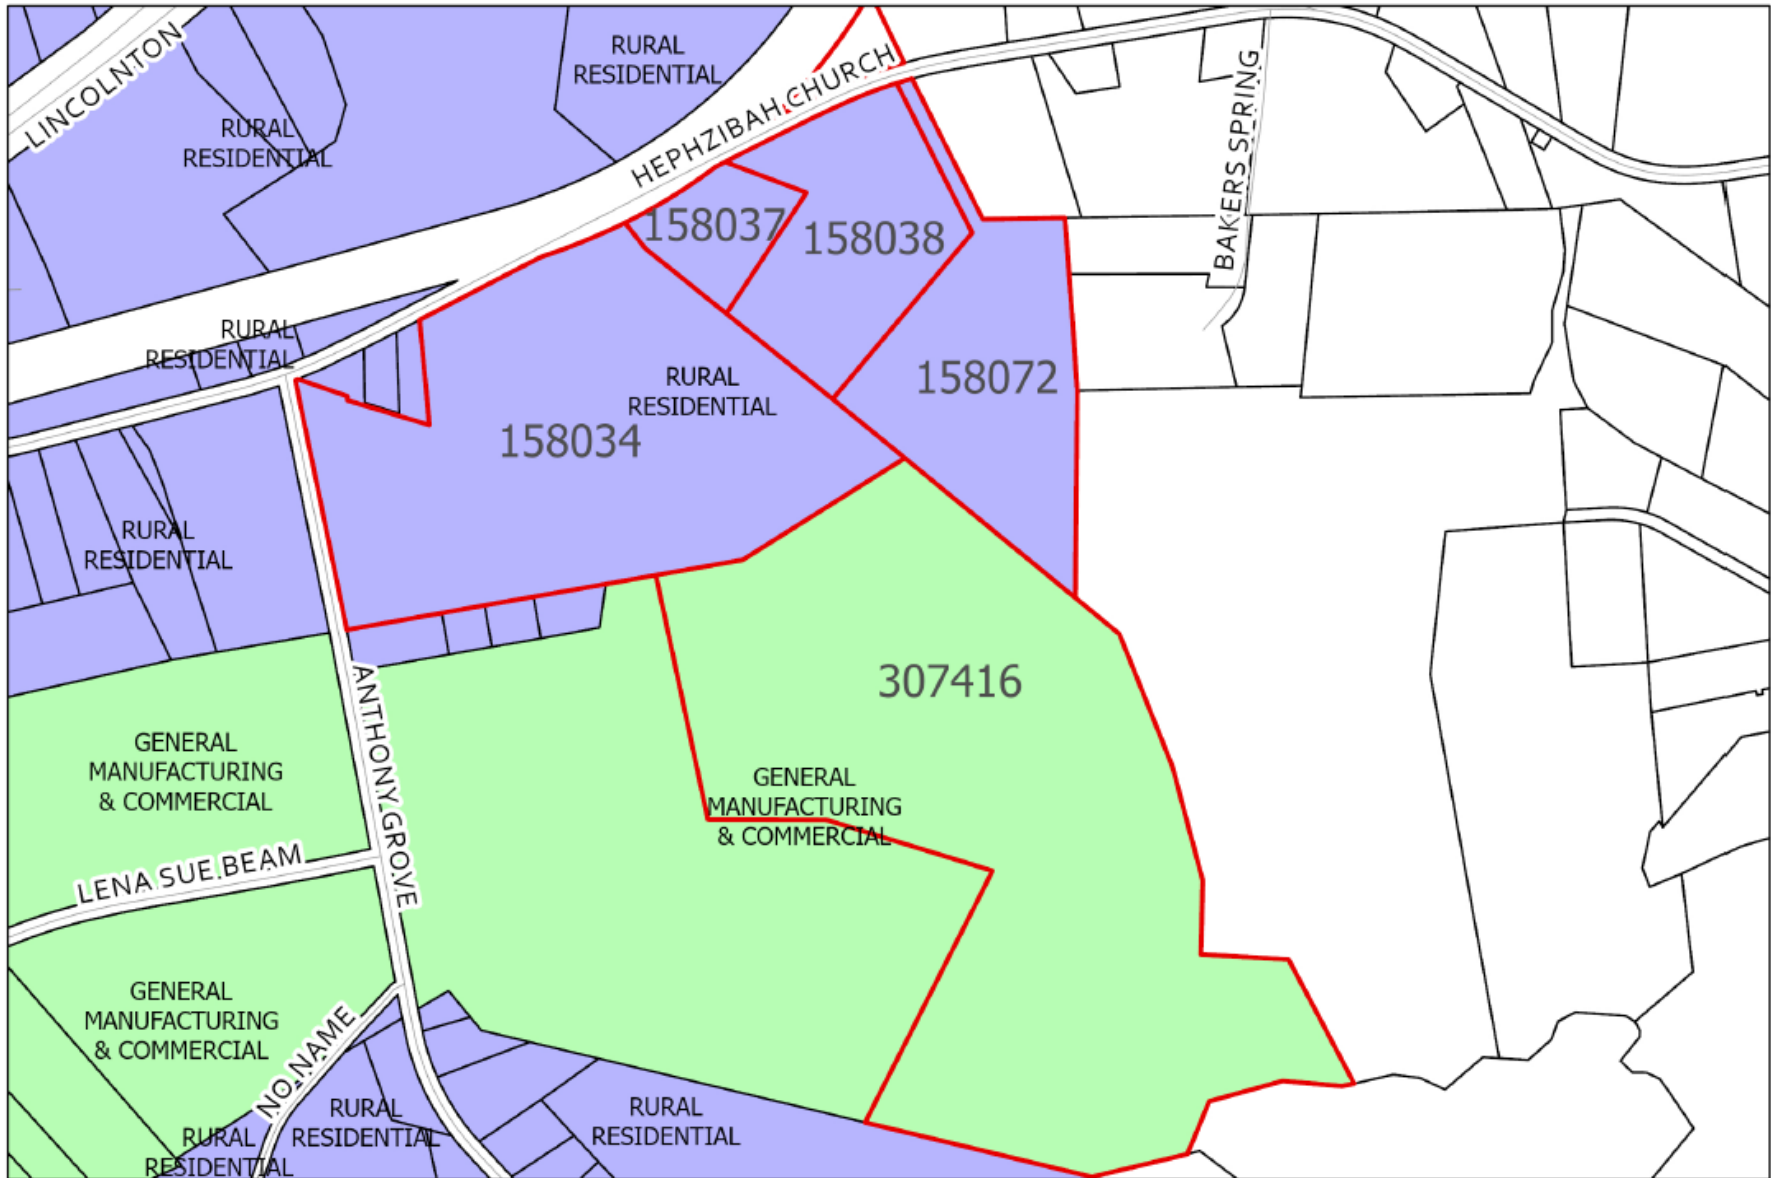 RURAL
RESIDENTIAL
LINCOLNTON
RURAL
RESIDENTIAL
HEPHZIBAH CHURCH
BAKERS SPRING
158037
158038
RURAL
RESIDENTIAL
158072
RURAL
RESIDENTIAL
158034
RURAL
RESIDENTIAL
307416
ANTHONY GROVE
GENERAL
MANUFACTURING
& COMMERCIAL
GENERAL
MANUFACTURING
& COMMERCIAL
LENA SUE BEAM
GENERAL
MANUFACTURING
& COMMERCIAL
NO NAME
RURAL
RESIDENTIAL
RURAL
RESIDENTIAL
RURAL
RESIDENTIAL